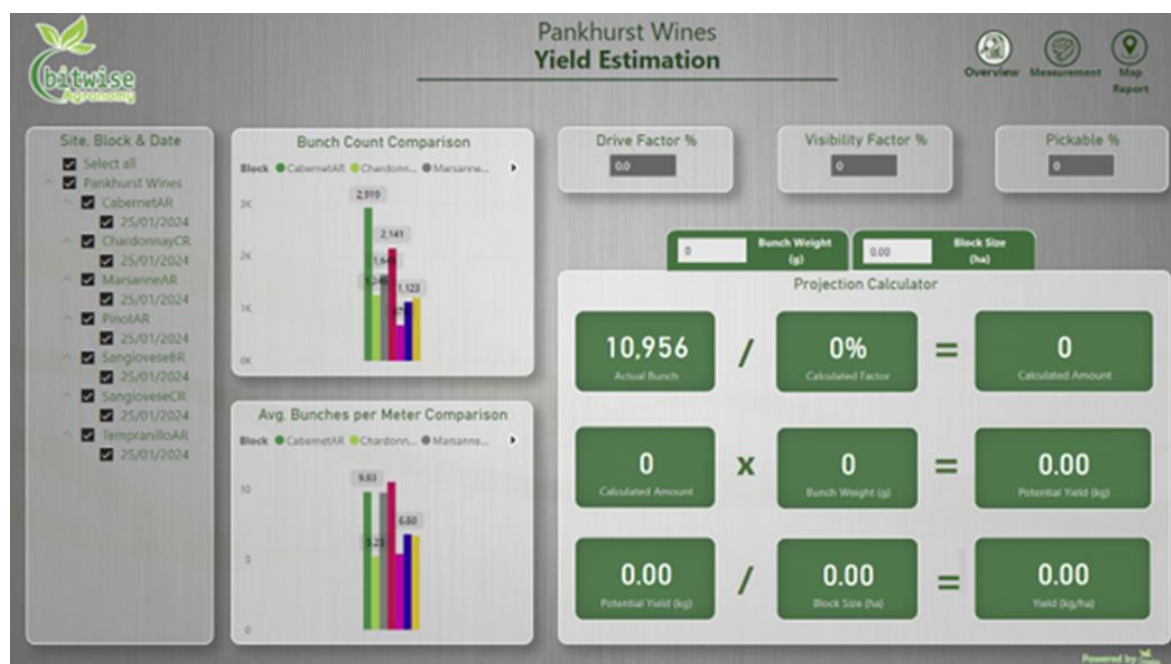 bitwise
Agronomy
Pankhurst Wines
Yield Estimation
Overview
Measurement
Map
Report
Site, Block & Date
Select all
Pankhurst Wines
CabernetAR
25/01/2024
ChardonnayCR
25/01/2024
MarsanneAR
25/01/2024
PinotAR
25/01/2024
SangioveseBR
25/01/2024
SangioveseCR
25/01/2024
TempranilloAR
25/01/2024
Bunch Count Comparison
Block CabernetAR Chardonn... Marsanne...
3K
2K
1K
0K
2,919
2,141
1,123
Avg. Bunches per Meter Comparison
Block CabernetAR Chardonn... Marsanne...
10
5
0
9.83
6.80
Drive Factor %
0.0
Visibility Factor %
0
Pickable %
0
0 Bunch Weight
(g)
0.00 Block Size
(ha)
Projection Calculator
10,956 / 0% = 0
Actual Bunch Calculated Factor Calculated Amount
0 x 0 = 0.00
Calculated Amount Bunch Weight (g) Potential Yield (kg)
0.00 / 0.00 = 0.00
Potential Yield (kg) Block Size (ha) Yield (kg/ha)
Powered by